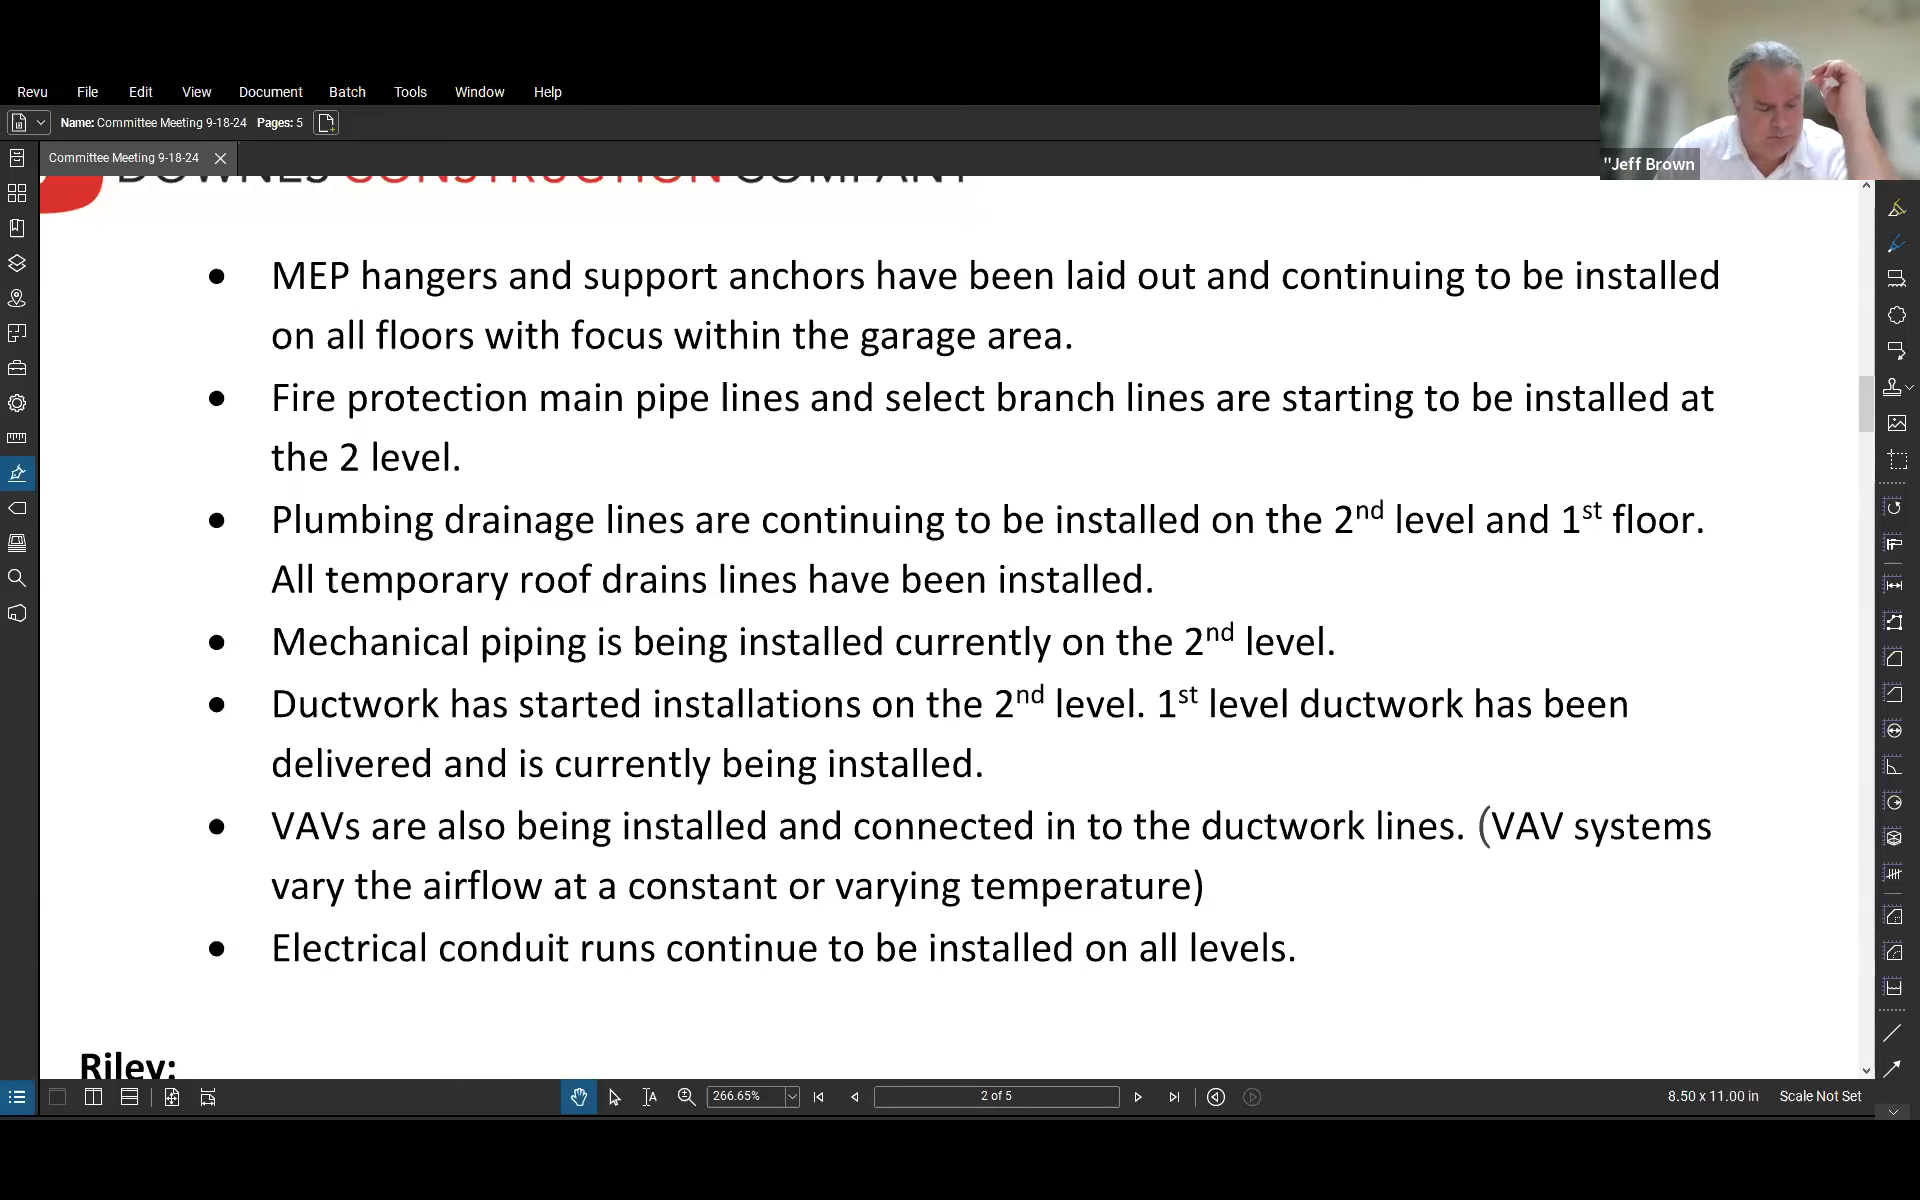 Revu File Edit View Document Batch Tools Window Help
Name: Committee Meeting 9-18-24 Pages: 5
"Jeff Brown
Committee Meeting 9-18-24
DOWNES CONSTRUCTION COMPANY
• MEP hangers and support anchors have been laid out and continuing to be installed
on all floors with focus within the garage area.
• Fire protection main pipe lines and select branch lines are starting to be installed at
the 2 level.
• Plumbing drainage lines are continuing to be installed on the 2nd level and 1st floor.
All temporary roof drains lines have been installed.
• Mechanical piping is being installed currently on the 2nd level.
• Ductwork has started installations on the 2nd level. 1st level ductwork has been
delivered and is currently being installed.
• VAVs are also being installed and connected in to the ductwork lines. (VAV systems
vary the airflow at a constant or varying temperature)
• Electrical conduit runs continue to be installed on all levels.
Riley:
266.65% 2 of 5 8.50 x 11.00 in Scale Not Set